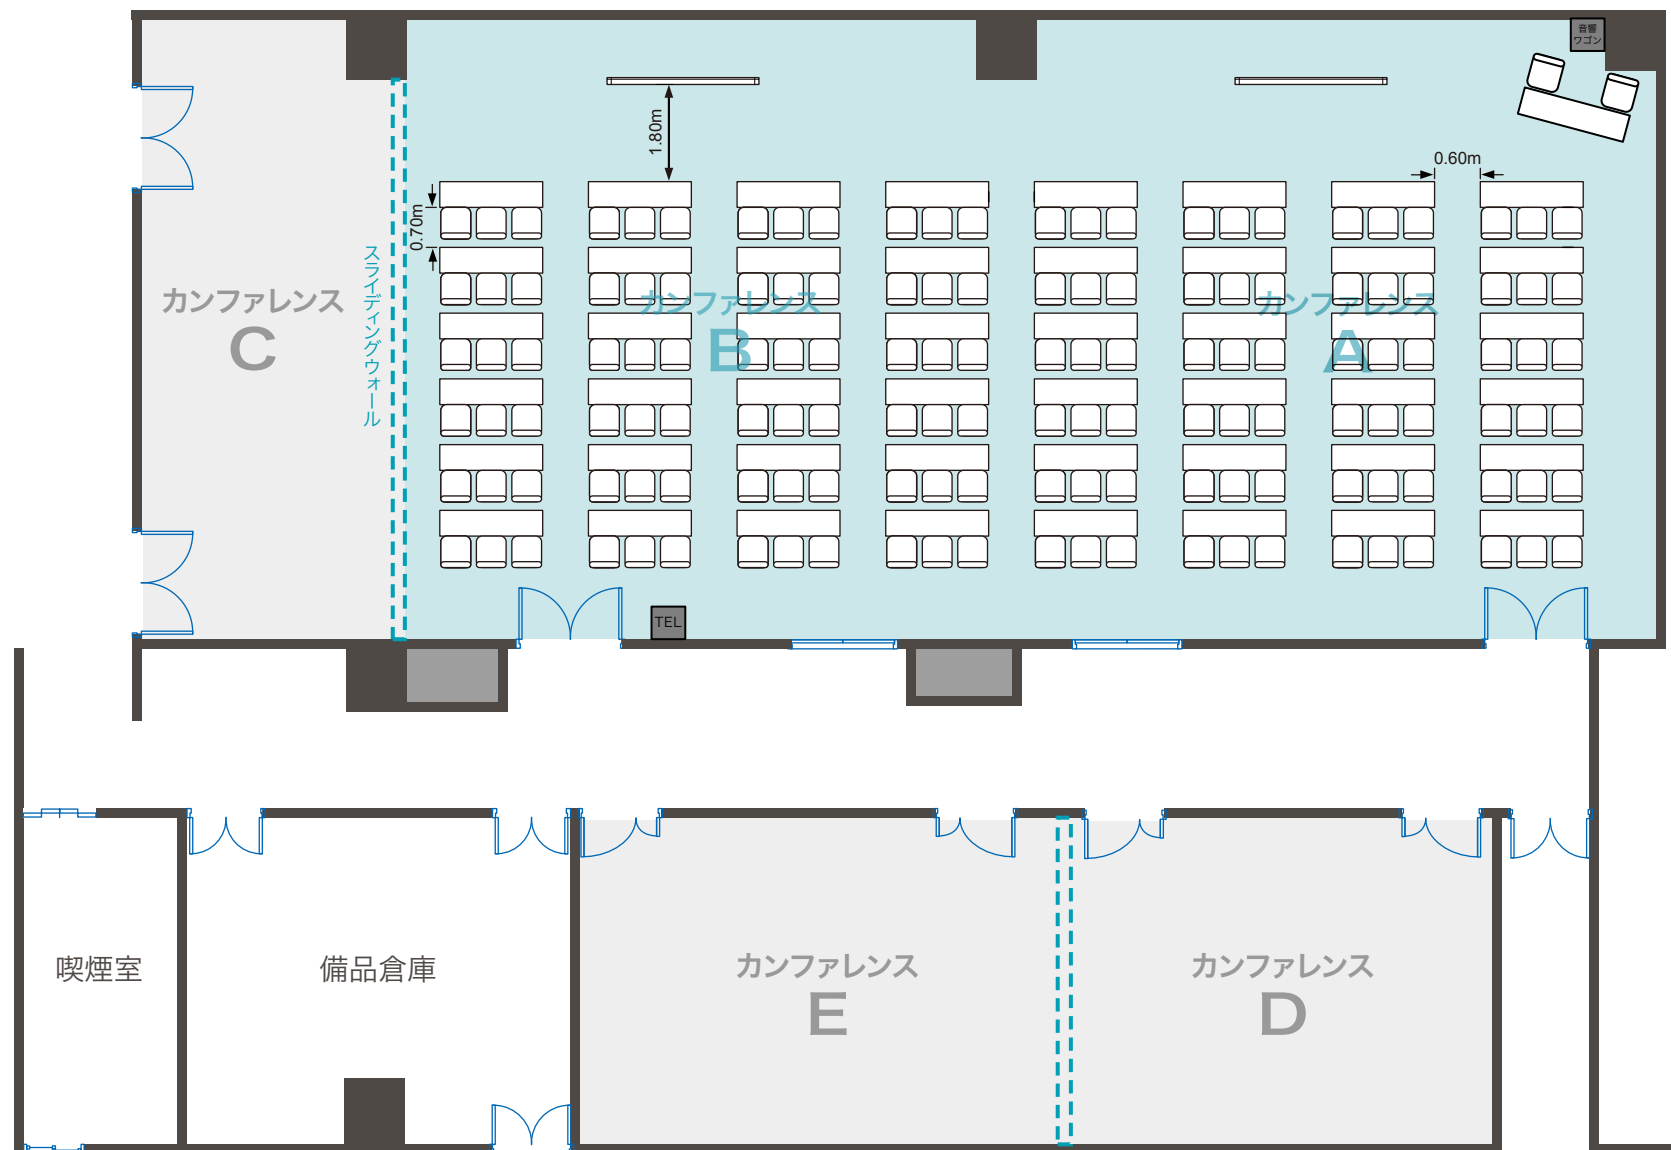 音響
ワゴン
1.80m
0.60m
0.70m
スライディングウォール
カンファレンス
C
カンファレンス
B
カンファレンス
A
TEL
喫煙室
備品倉庫
カンファレンス
E
カンファレンス
D